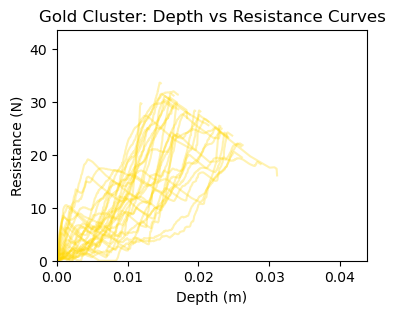 Gold Cluster: Depth vs Resistance Curves
40
30
20
10
0
Resistance (N)
0.00 0.01 0.02 0.03 0.04
Depth (m)